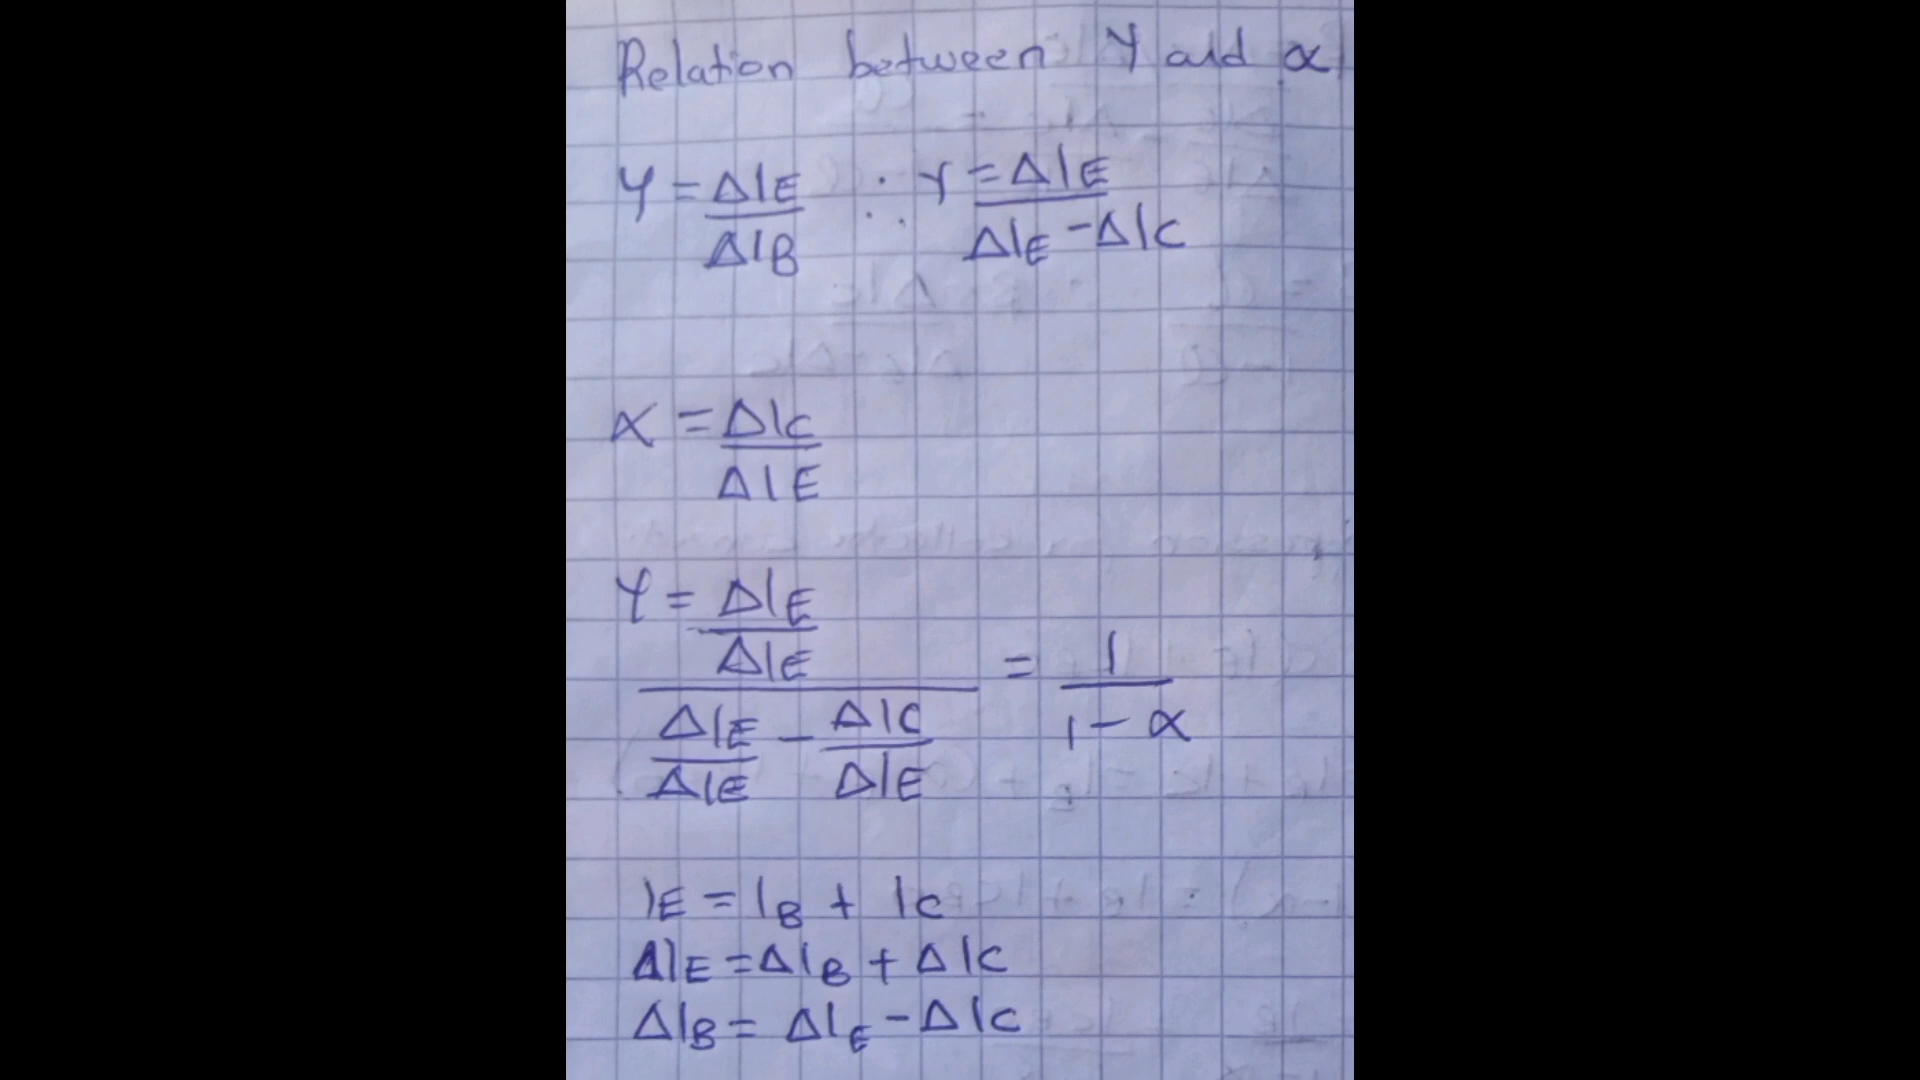 Relation between γ and α
γ = ΔIE/ΔIB ∴ γ = ΔIE/ΔIE - ΔIC
α = ΔIC/ΔIE
γ = ΔIE/ΔIE / ΔIE/ΔIE - ΔIC/ΔIE = 1/1 - α
IE = IB + IC
ΔIE = ΔIB + ΔIC
ΔIB = ΔIE - ΔIC